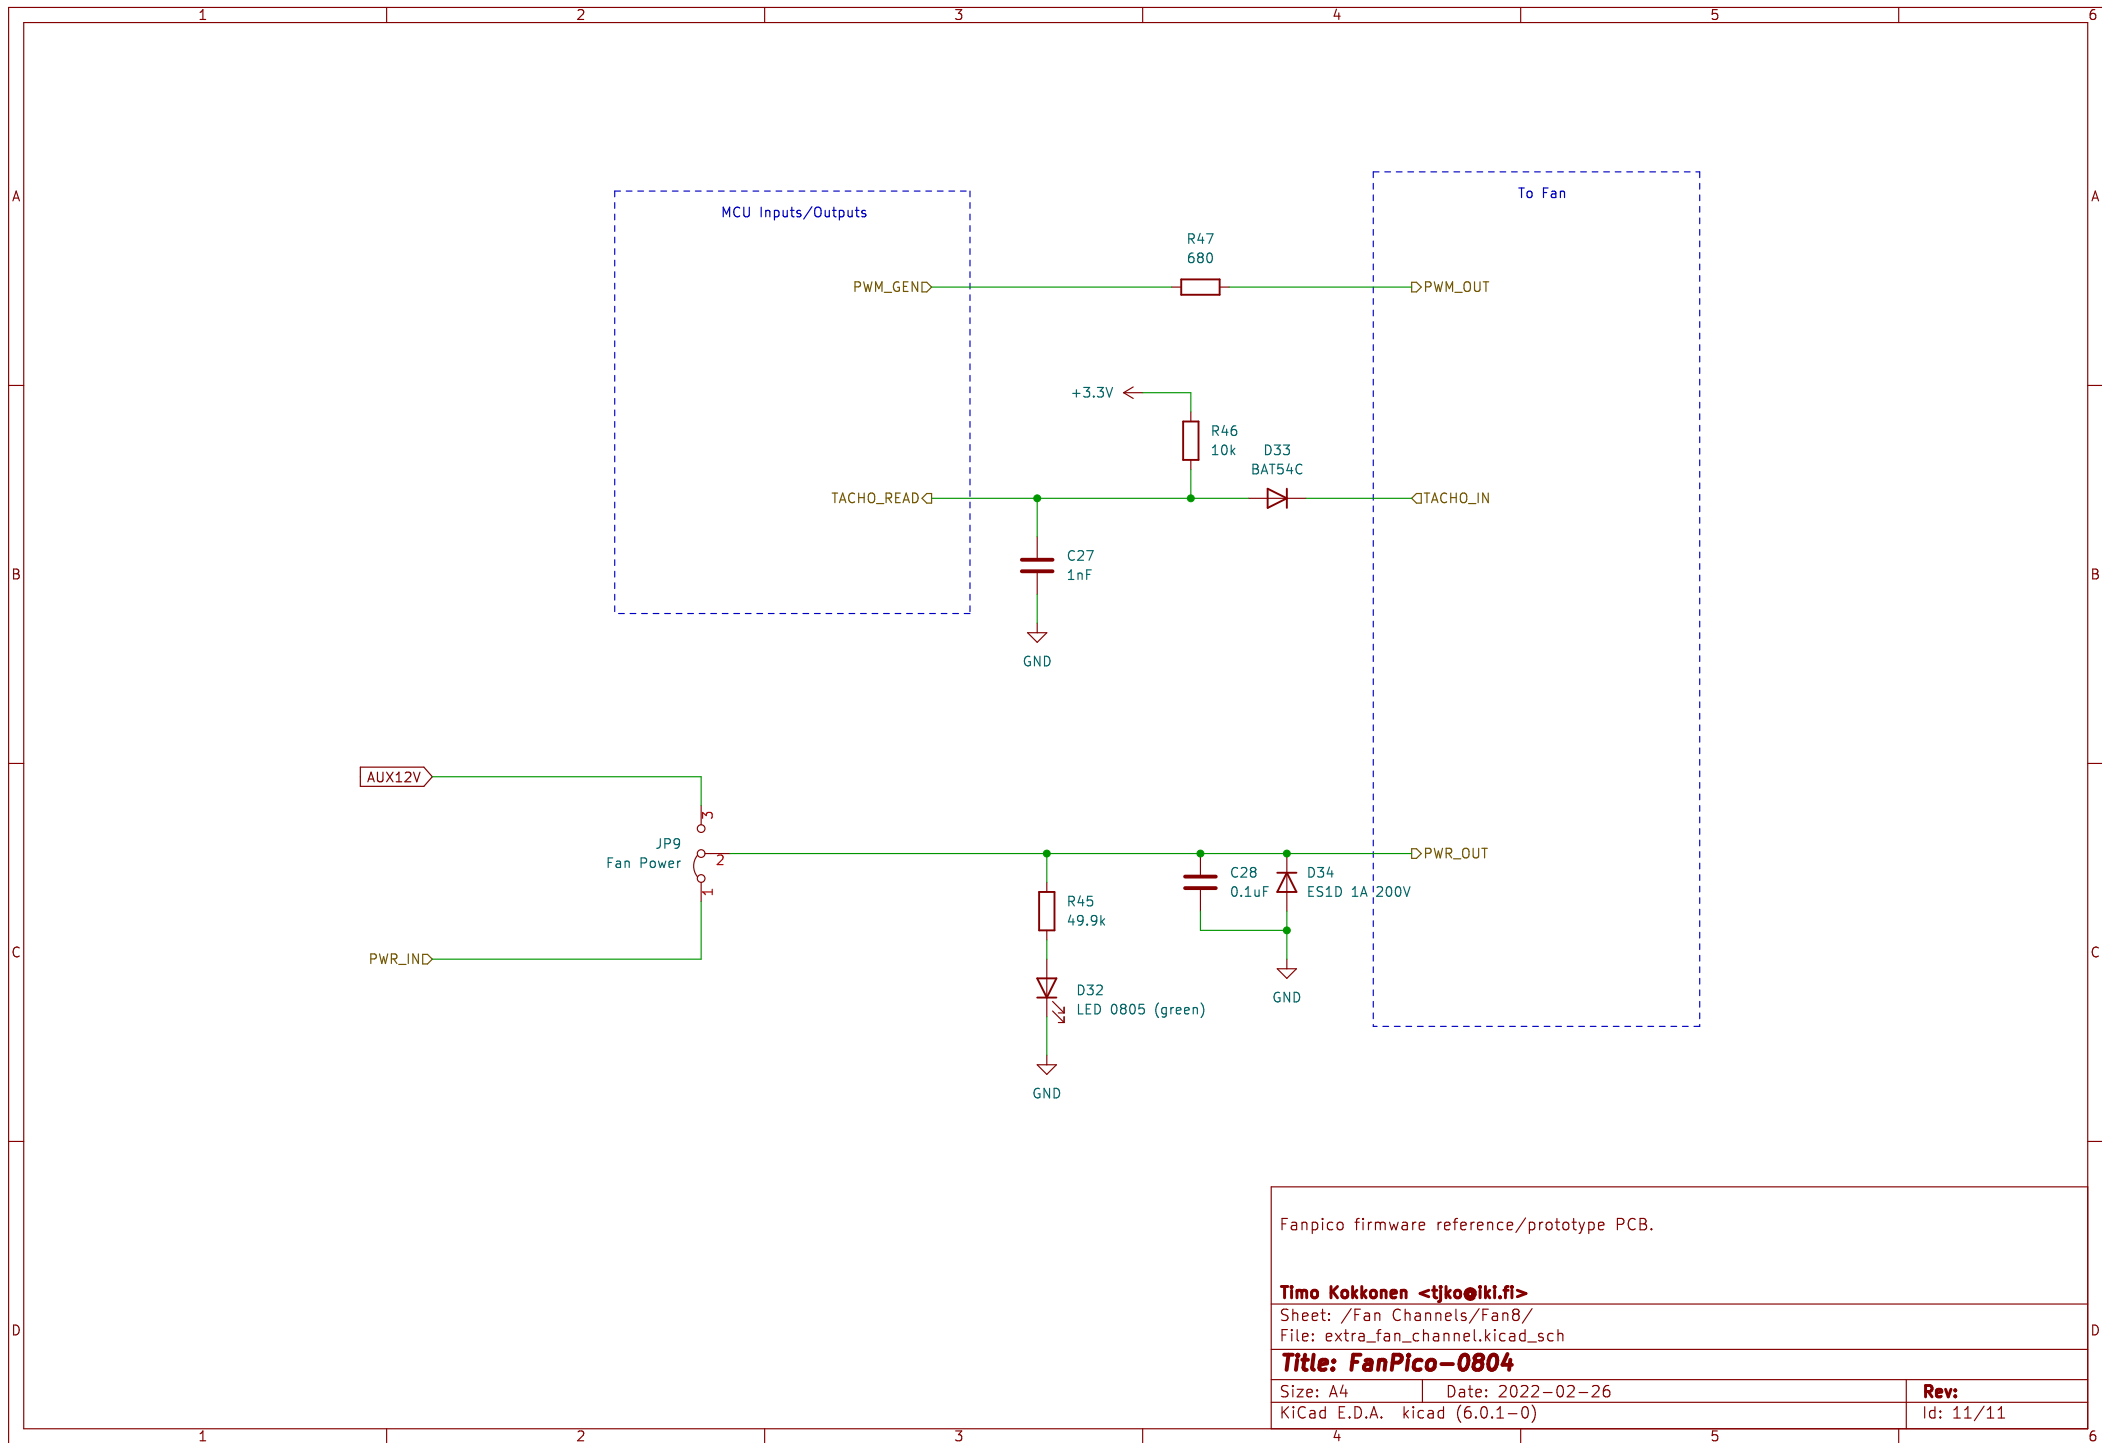 1 2 3 4 5 6
A A
To Fan
MCU Inputs/Outputs
R47
680
PWM_GEN PWM_OUT
+3.3V
R46
10k
D33
BAT54C
TACHO_READ TACHO_IN
C27
1nF
B B
GND
AUX12V
3
JP9
Fan Power
2
1
PWR_OUT
C28
0.1uF
D34
ES1D 1A 200V
R45
49.9k
PWR_IN
C C
GND
D32
LED 0805 (green)
GND
Fanpico firmware reference/prototype PCB.
Timo Kokkonen <tjko@iki.fi>
Sheet: /Fan Channels/Fan8/
File: extra_fan_channel.kicad_sch
D D
Title: FanPico-0804
Size: A4 Date: 2022-02-26 Rev:
KiCad E.D.A. kicad (6.0.1-0) Id: 11/11
1 2 3 4 5 6